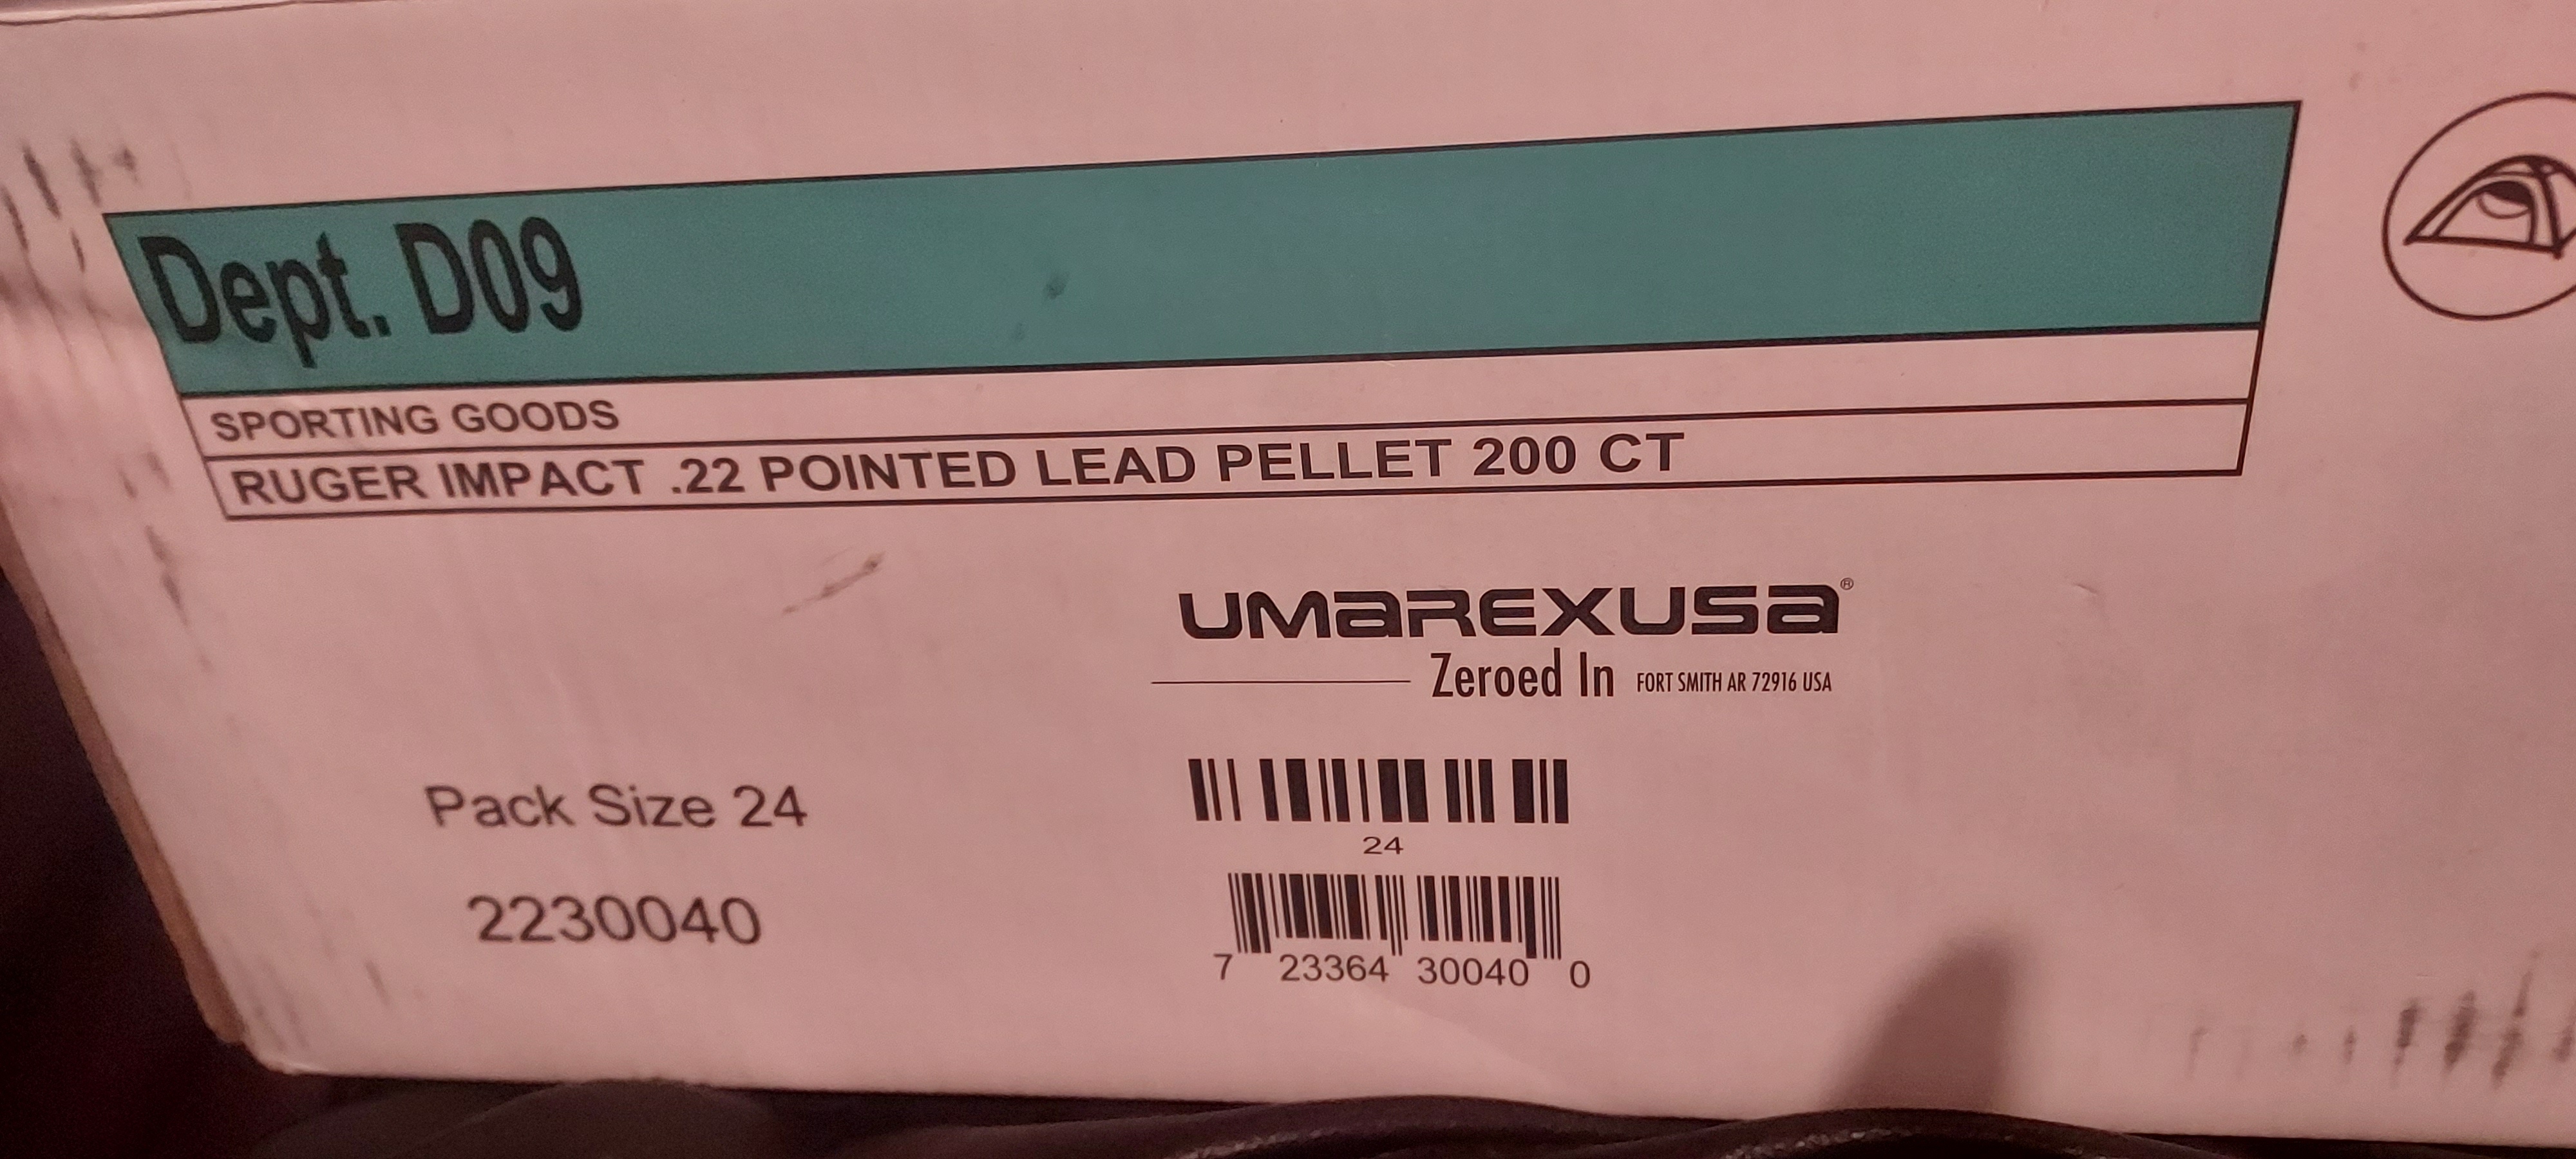 Dept. D09
SPORTING GOODS
RUGER IMPACT .22 POINTED LEAD PELLET 200 CT
UMAREXUSA®
Zeroed In FORT SMITH AR 72916 USA
Pack Size 24
24
2230040
7 23364 30040 0